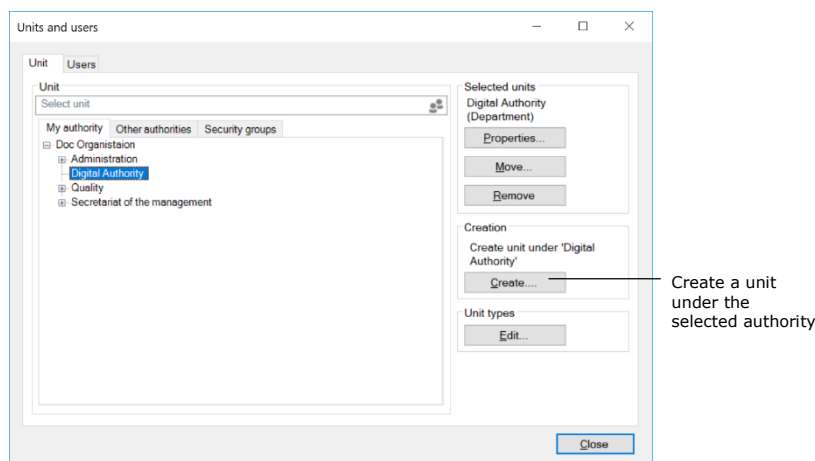 Units and users
Unit Users
Unit
Select unit
My authority Other authorities Security groups
Doc Organistaion
Administration
Digital Authority
Quality
Secretariat of the management
Selected units
Digital Authority
(Department)
Properties...
Move...
Remove
Creation
Create unit under 'Digital
Authority'
Create....
Unit types
Edit...
Close
Create a unit
under the
selected authority